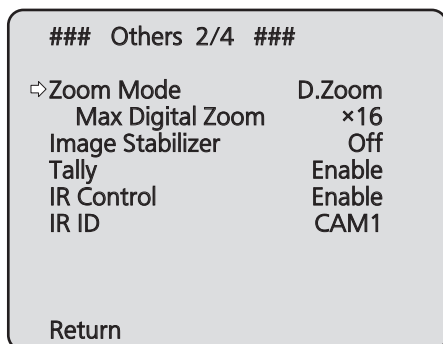 ### Others 2/4 ###
⇨Zoom Mode D.Zoom
Max Digital Zoom ×16
Image Stabilizer Off
Tally Enable
IR Control Enable
IR ID CAM1
Return